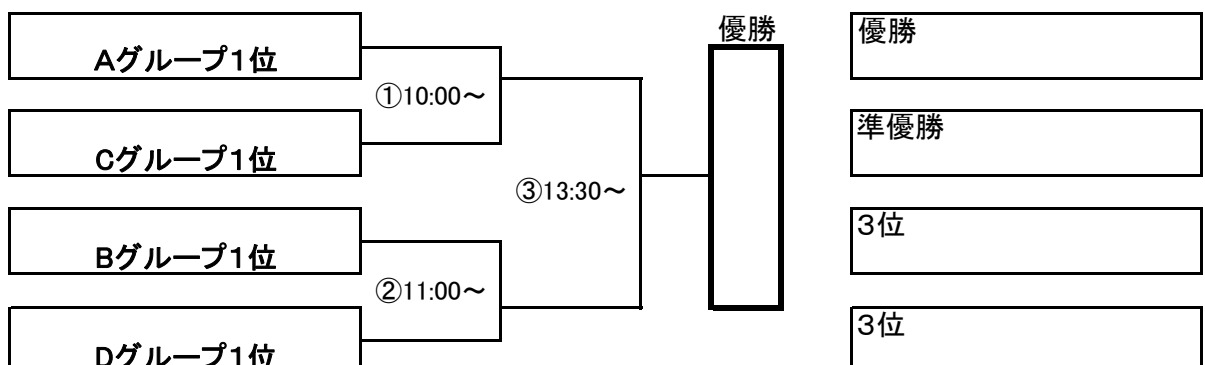 Aグループ1位
①10:00～
Cグループ1位
③13:30～
Bグループ1位
②11:00～
Dグループ1位
優勝
優勝
準優勝
3位
3位